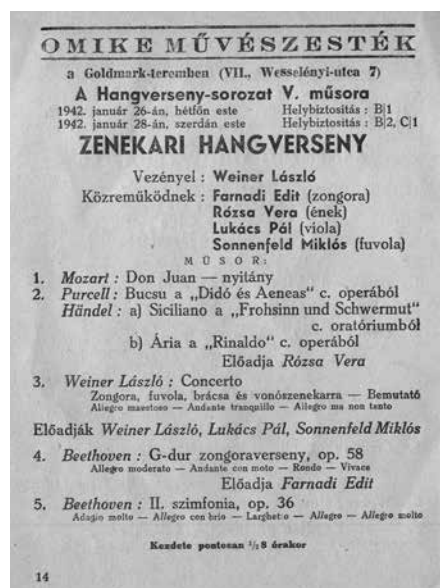 OMIKE MŰVÉSZESTÉK
a Goldmark-teremben (VII., Wesselényi-utca 7)
A Hangverseny-sorozat V. műsora
1942. január 26-án, hétfőn este Helybiztositás : B|1
1942. január 28-án, szerdán este Helybiztositás : B|2, C|1
ZENEKARI HANGVERSENY
Vezényel : Weiner László
Közreműködnek : Farnadi Edit (zongora)
Rózsa Vera (ének)
Lukács Pál (viola)
Sonnenfeld Miklós (fuvola)
MŰSOR:
1. Mozart : Don Juan — nyitány
2. Purcell : Bucsu a „Didó és Aeneas" c. operából
Händel : a) Siciliano a „Frohsinn und Schwermut"
c. oratóriumból
b) Ária a „Rinaldo" c. operából
Előadja Rózsa Vera
3. Weiner László : Concerto
Zongora, fuvola, brácsa és vonószenekarra — Bemutató
Allegro maestoso — Andante tranquillo — Allegro ma non tanto
Előadják Weiner László, Lukács Pál, Sonnenfeld Miklós
4. Beethoven : G-dur zongoraverseny, op. 58
Allegro moderato — Andante con moto — Rondo — Vivace
Előadja Farnadi Edit
5. Beethoven : II. szimfonia, op. 36
Adagio molto — Allegro con brio — Larghetto — Allegro — Allegro molto
Kezdete pontosan ½8 órakor
14